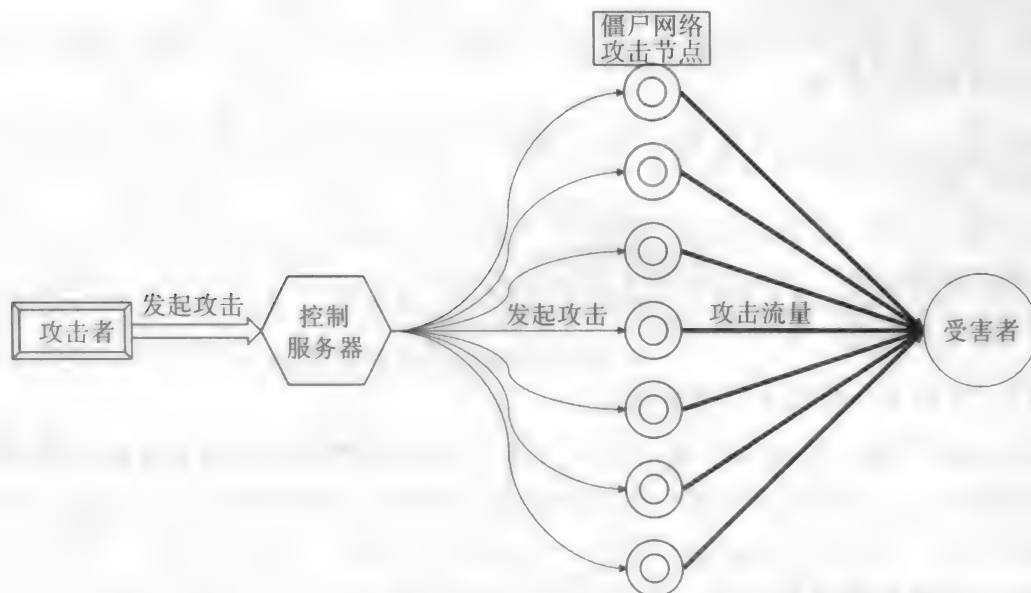 僵尸网络
攻击节点
攻击者
发起攻击
控制
服务器
发起攻击
攻击流量
受害者